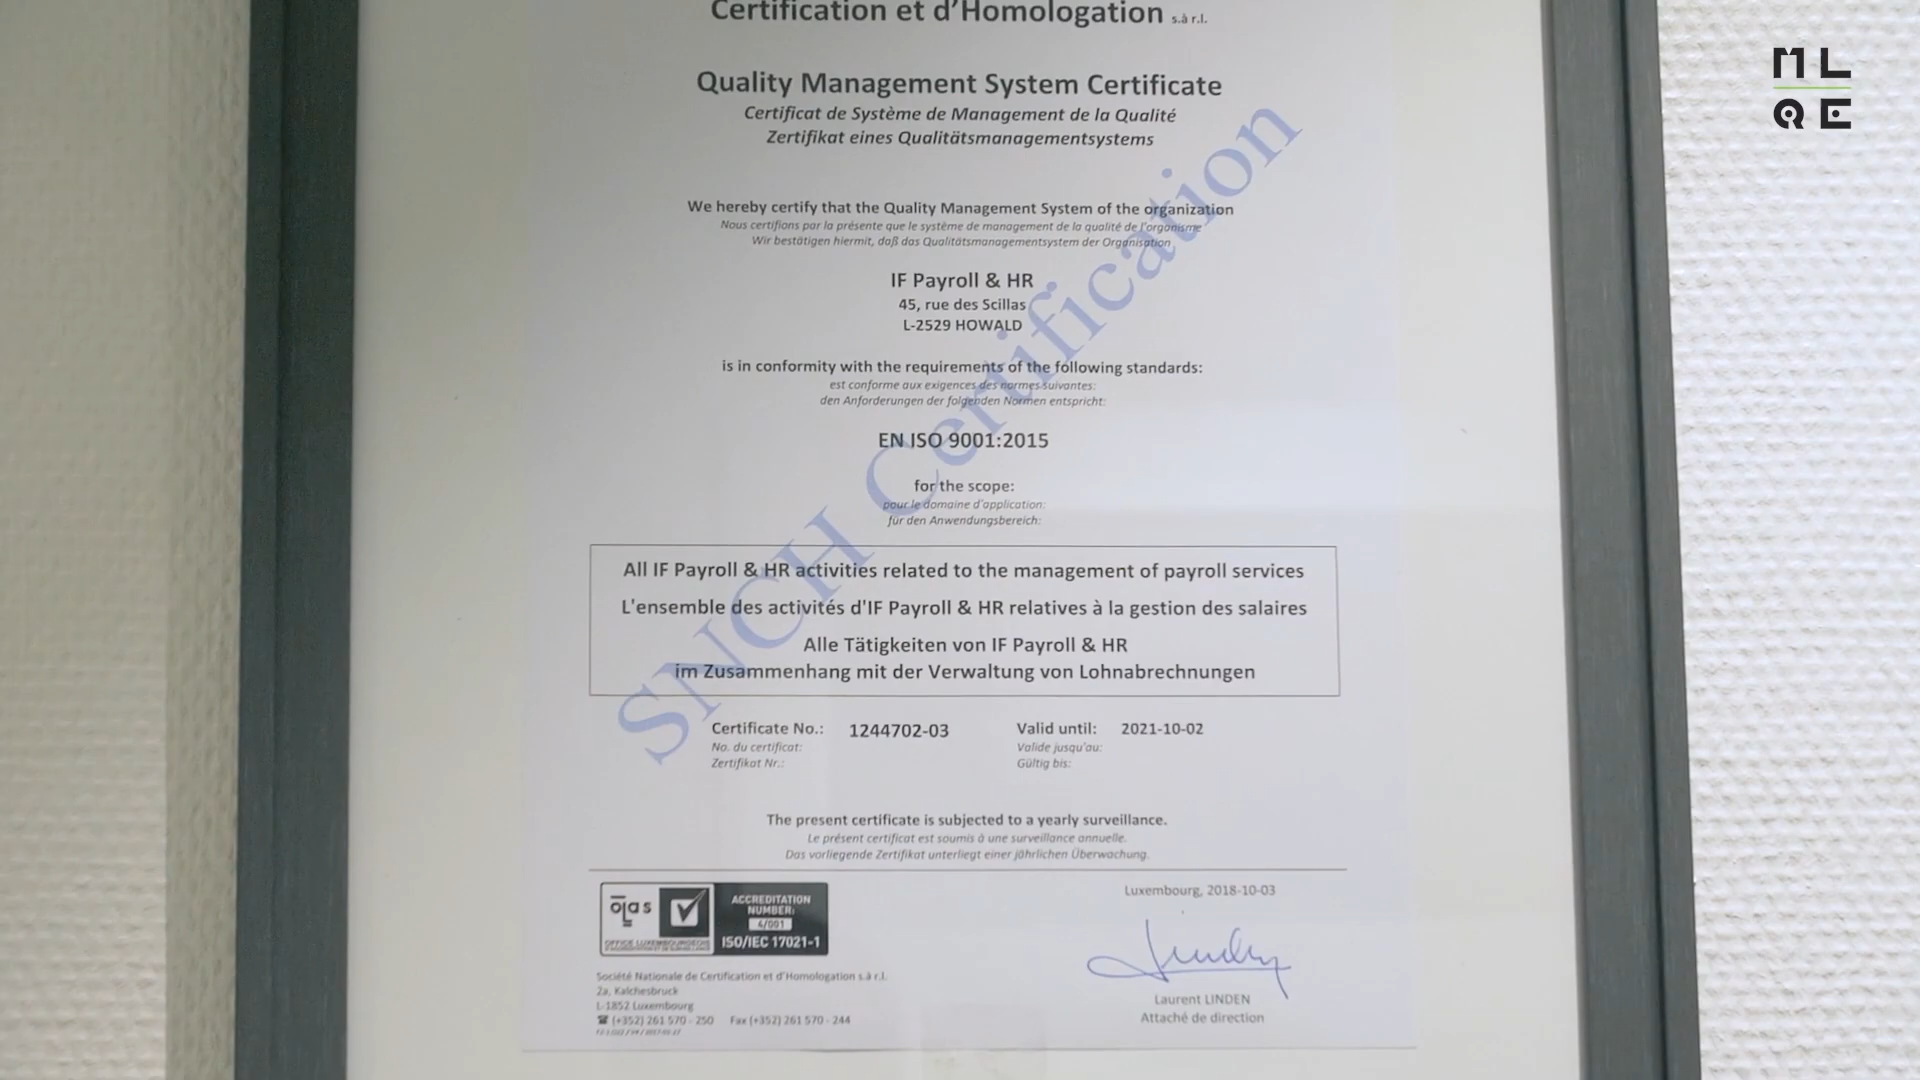 Certification et d'Homologation s.à r.l.
Quality Management System Certificate
Certificat de Système de Management de la Qualité
Zertifikat eines Qualitätsmanagementsystems
We hereby certify that the Quality Management System of the organization
Nous certifions par la présente que le système de management de la qualité de l'organisme
Wir bestätigen hiermit, daß das Qualitätsmanagementsystem der Organisation
IF Payroll & HR
45, rue des Scillas
L-2529 HOWALD
is in conformity with the requirements of the following standards:
est conforme aux exigences des normes suivantes:
den Anforderungen der folgenden Normen entspricht:
EN ISO 9001:2015
for the scope:
pour le domaine d'application:
für den Anwendungsbereich:
All IF Payroll & HR activities related to the management of payroll services
L'ensemble des activités d'IF Payroll & HR relatives à la gestion des salaires
Alle Tätigkeiten von IF Payroll & HR
im Zusammenhang mit der Verwaltung von Lohnabrechnungen
SNCH Certification
Certificate No.: 1244702-03 Valid until: 2021-10-02
No. du certificat: Valide jusqu'au:
Zertifikat Nr.: Gültig bis:
The present certificate is subjected to a yearly surveillance.
Le présent certificat est soumis à une surveillance annuelle.
Das vorliegende Zertifikat unterliegt einer jährlichen Überwachung.
Luxembourg, 2018-10-03
olas
OFFICE LUXEMBOURGEOIS
ACCREDITATION
NUMBER:
4/001
ISO/IEC 17021-1
Société Nationale de Certification et d'Homologation s.à r.l.
2a, Kalchesbruck
L-1852 Luxembourg
(+352) 261 570 - 250 Fax (+352) 261 570 - 244
Laurent LINDEN
Attaché de direction
ML
QE